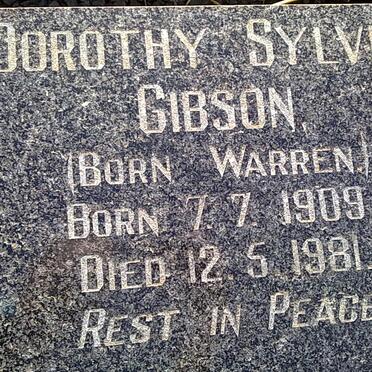 DOROTHY SYLV
GIBSON
(BORN WARREN)
BORN 7. 7. 1909
DIED 12. 5. 1981
REST IN PEACE